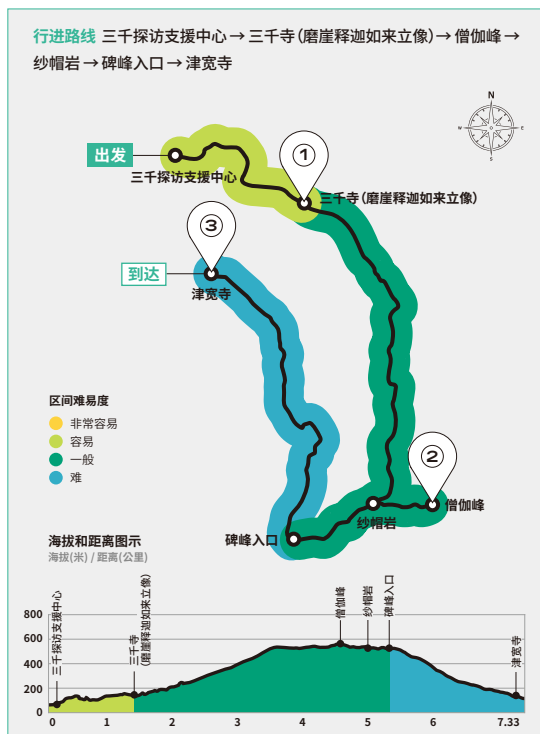 行进路线 三千探访支援中心 → 三千寺(磨崖释迦如来立像) → 僧伽峰 →
纱帽岩 → 碑峰入口 → 津宽寺
N
W
E
S
出发
三千探访支援中心
1
三千寺(磨崖释迦如来立像)
3
到达
津宽寺
区间难易度
非常容易
容易
一般
难
2
僧伽峰
纱帽岩
碑峰入口
海拔和距离图示
海拔(米) / 距离(公里)
三千探访支援中心
三千寺
(磨崖释迦如来立像)
僧伽峰
纱帽岩
碑峰入口
津宽寺
800
600
400
200
0
0 1 2 3 4 5 6 7.33